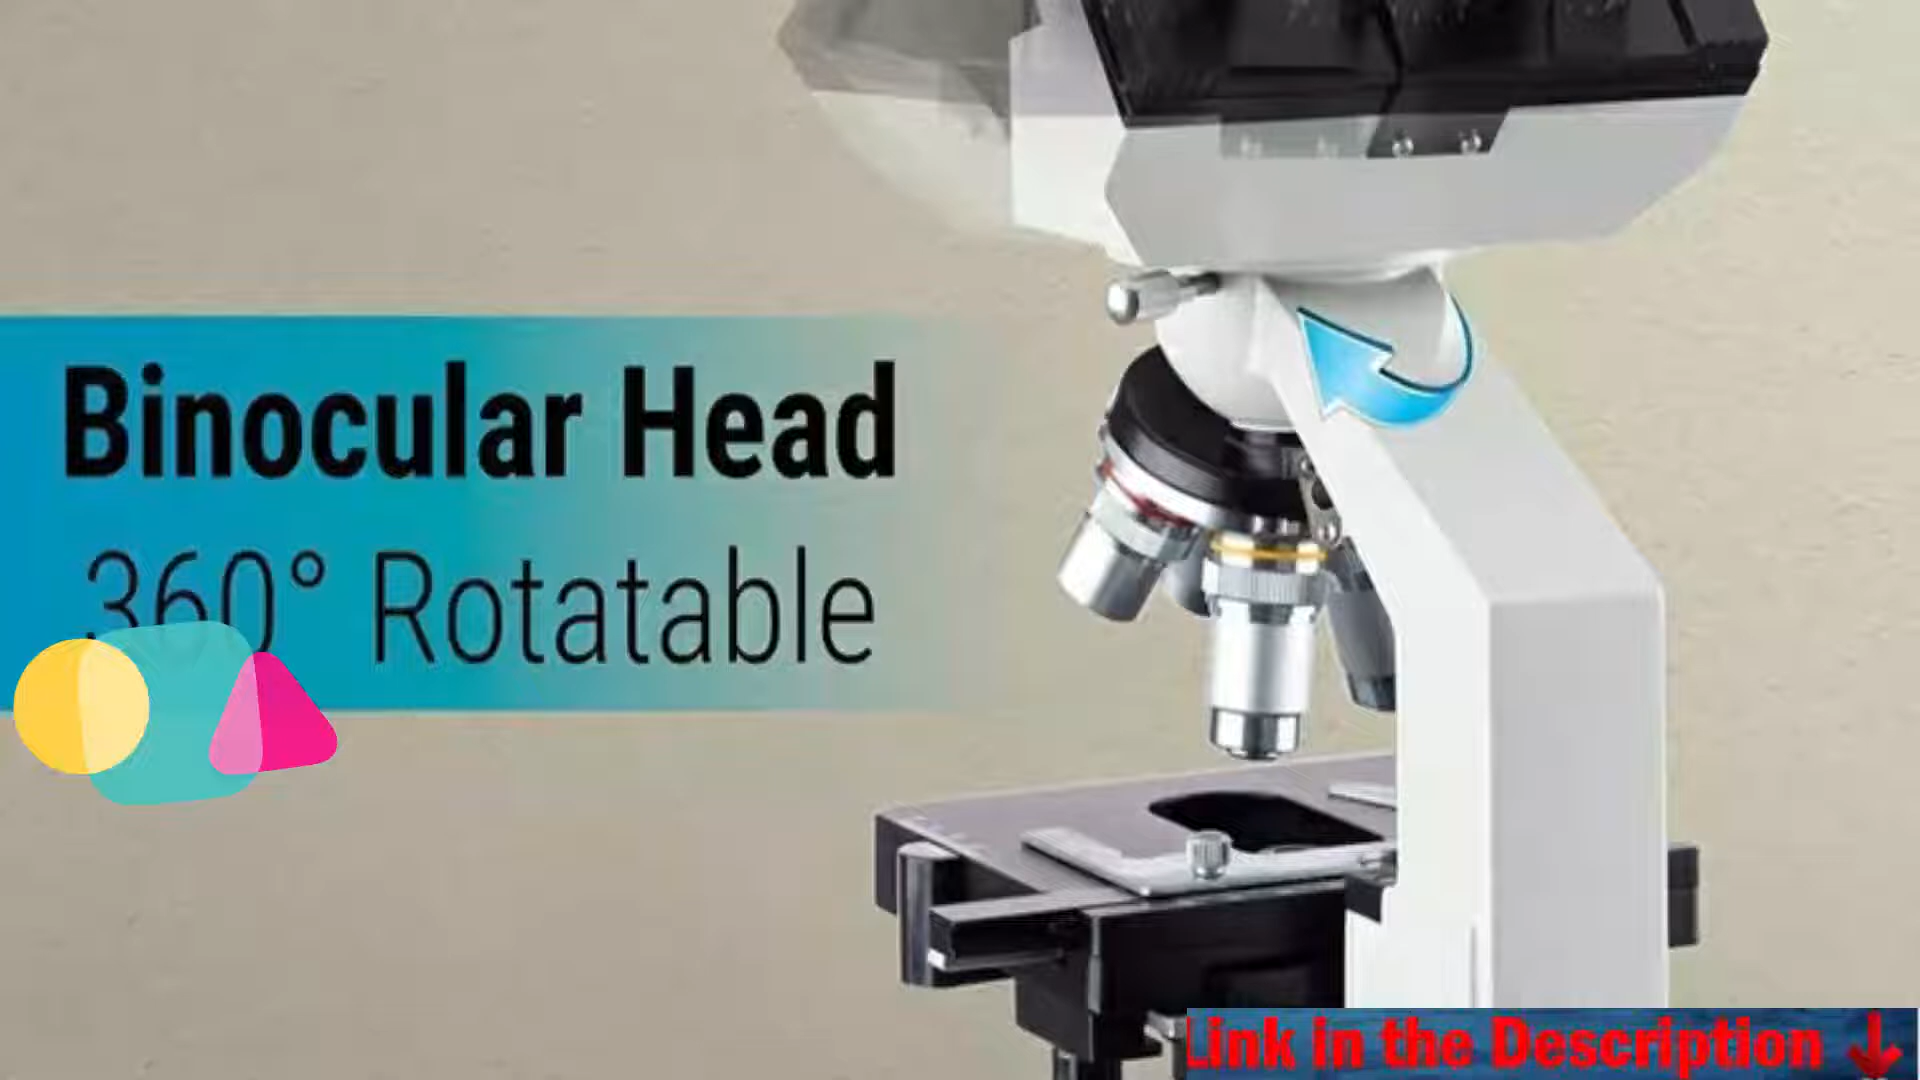 Binocular Head
360° Rotatable
Link in the Description